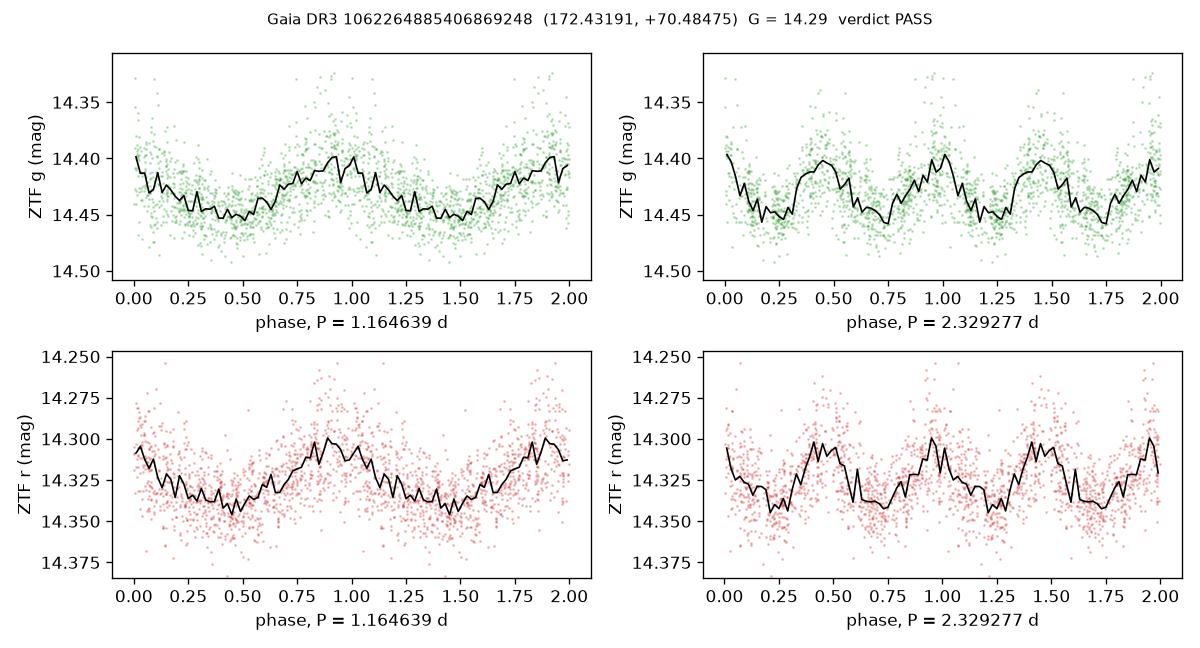 Gaia DR3 1062264885406869248  (172.43191, +70.48475)  G = 14.29  verdict PASS
ZTF g (mag)
14.35
14.40
14.45
14.50
0.00 0.25 0.50 0.75 1.00 1.25 1.50 1.75 2.00
phase, P = 1.164639 d
ZTF g (mag)
14.35
14.40
14.45
14.50
0.00 0.25 0.50 0.75 1.00 1.25 1.50 1.75 2.00
phase, P = 2.329277 d
ZTF r (mag)
14.250
14.275
14.300
14.325
14.350
14.375
0.00 0.25 0.50 0.75 1.00 1.25 1.50 1.75 2.00
phase, P = 1.164639 d
ZTF r (mag)
14.250
14.275
14.300
14.325
14.350
14.375
0.00 0.25 0.50 0.75 1.00 1.25 1.50 1.75 2.00
phase, P = 2.329277 d